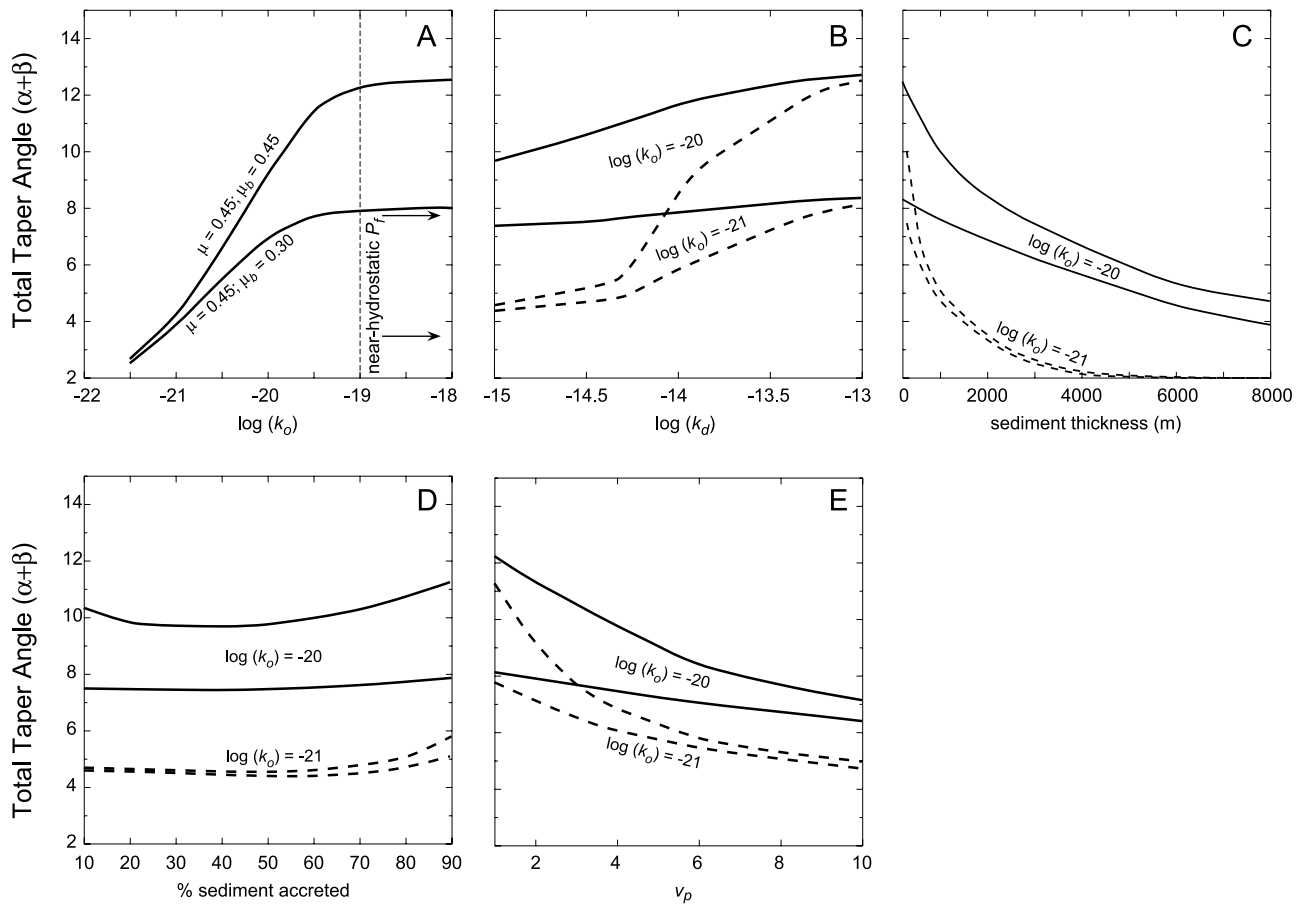 A
Total Taper Angle (α+β)
14
12
10
8
6
4
2
μ = 0.45; μb = 0.45
μ = 0.45; μb = 0.30
near-hydrostatic Pf
-22
-21
-20
-19
-18
log (ko)
B
log (ko) = -20
log (ko) = -21
-15
-14.5
-14
-13.5
-13
log (kd)
C
log (ko) = -20
log (ko) = -21
0
2000
4000
6000
8000
sediment thickness (m)
D
Total Taper Angle (α+β)
14
12
10
8
6
4
2
log (ko) = -20
log (ko) = -21
10
20
30
40
50
60
70
80
90
% sediment accreted
E
log (ko) = -20
log (ko) = -21
2
4
6
8
10
vp